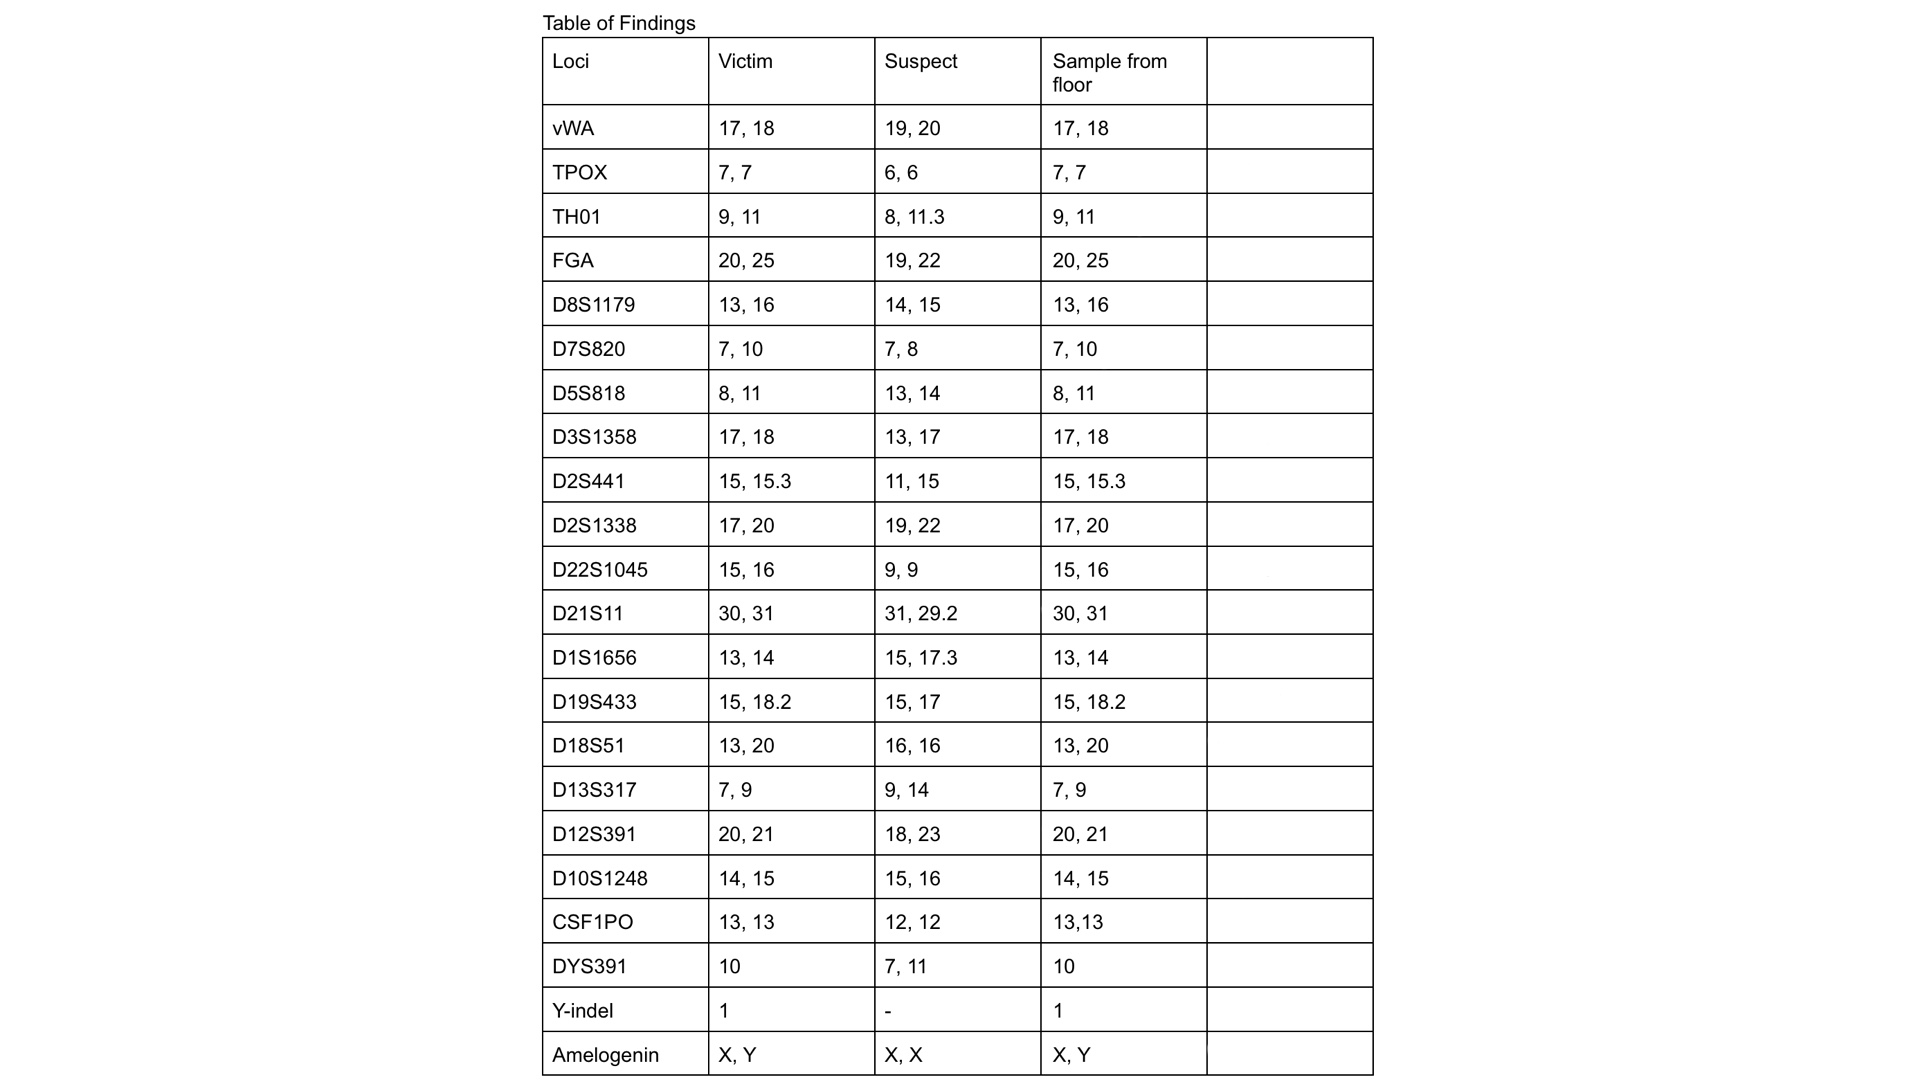 Table of Findings
Loci Victim Suspect Sample from floor
vWA 17, 18 19, 20 17, 18
TPOX 7, 7 6, 6 7, 7
TH01 9, 11 8, 11.3 9, 11
FGA 20, 25 19, 22 20, 25
D8S1179 13, 16 14, 15 13, 16
D7S820 7, 10 7, 8 7, 10
D5S818 8, 11 13, 14 8, 11
D3S1358 17, 18 13, 17 17, 18
D2S441 15, 15.3 11, 15 15, 15.3
D2S1338 17, 20 19, 22 17, 20
D22S1045 15, 16 9, 9 15, 16
D21S11 30, 31 31, 29.2 30, 31
D1S1656 13, 14 15, 17.3 13, 14
D19S433 15, 18.2 15, 17 15, 18.2
D18S51 13, 20 16, 16 13, 20
D13S317 7, 9 9, 14 7, 9
D12S391 20, 21 18, 23 20, 21
D10S1248 14, 15 15, 16 14, 15
CSF1PO 13, 13 12, 12 13,13
DYS391 10 7, 11 10
Y-indel 1 - 1
Amelogenin X, Y X, X X, Y